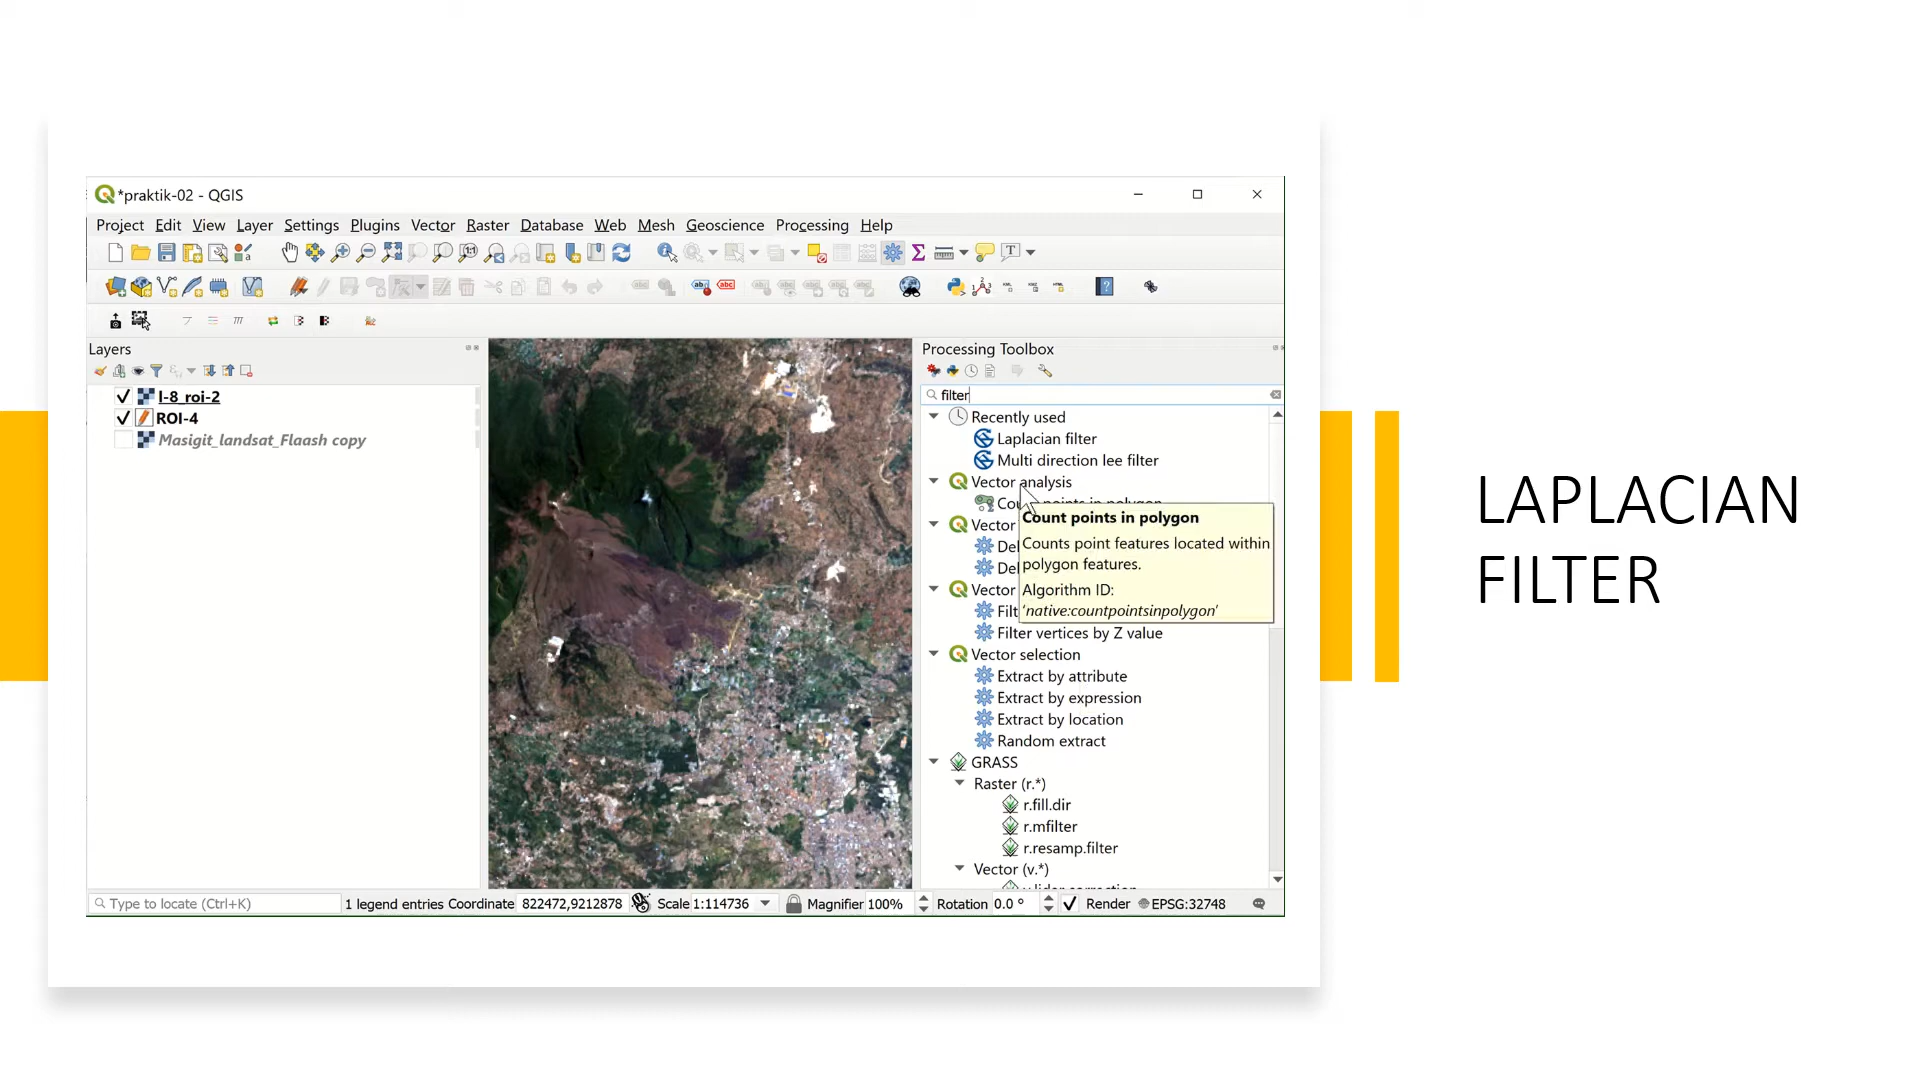 *praktik-02 - QGIS
Project Edit View Layer Settings Plugins Vector Raster Database Web Mesh Geoscience Processing Help
Layers
l-8_roi-2
ROI-4
Masigit_landsat_Flaash copy
Processing Toolbox
filter
Recently used
Laplacian filter
Multi direction lee filter
Vector analysis
Count points in polygon
Counts point features located within
polygon features.
Algorithm ID:
'native:countpointsinpolygon'
Vector
Del
Del
Vector
Filt
Filter vertices by Z value
Vector selection
Extract by attribute
Extract by expression
Extract by location
Random extract
GRASS
Raster (r.*)
r.fill.dir
r.mfilter
r.resamp.filter
Vector (v.*)
Type to locate (Ctrl+K) 1 legend entries Coordinate 822472,9212878 Scale 1:114736 Magnifier 100% Rotation 0.0 ° Render EPSG:32748
LAPLACIAN
FILTER